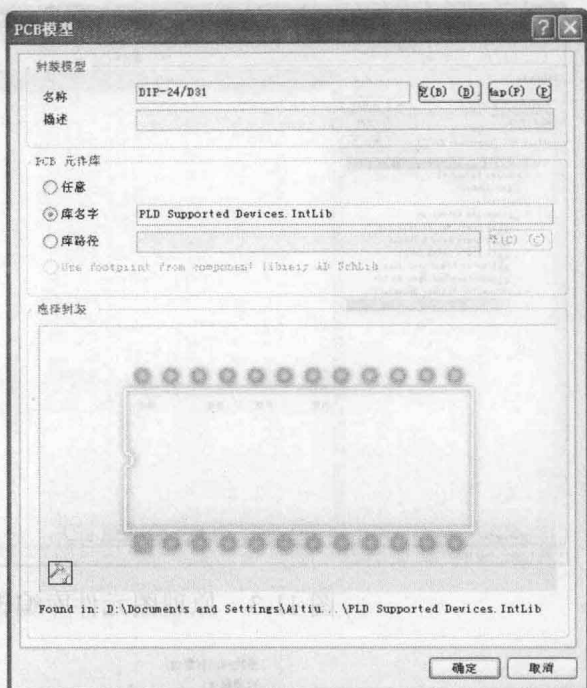 PCB模型
封装模型
名称 DIP-24/D31 览(B) (B) Map(P) (P
描述
PCB 元件库
任意
库名字 PLD Supported Devices.IntLib
库路径 (C) (C)
Use footprint from component library AD SchLib
选择封装
Found in: D:\Documents and Settings\Altiu...\PLD Supported Devices.IntLib
确定 取消